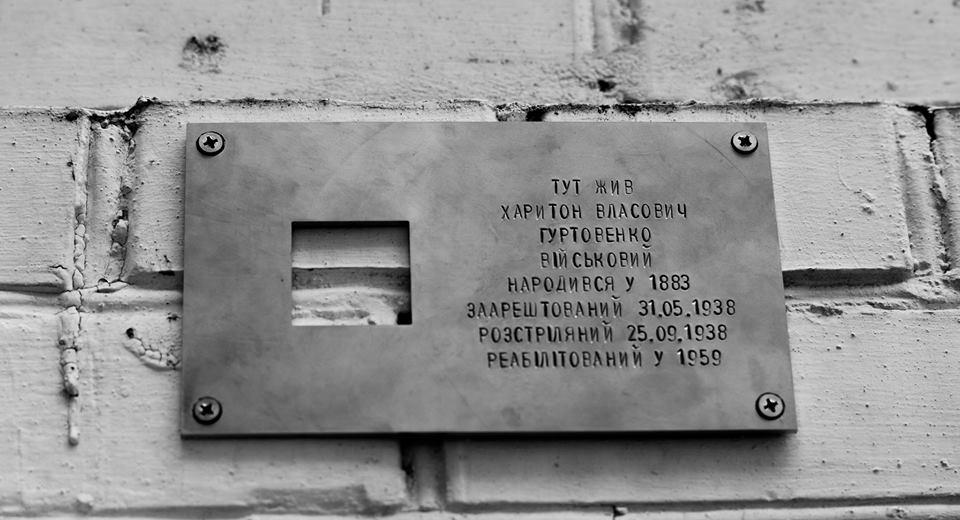 ТУТ ЖИВ
ХАРИТОН ВЛАСОВИЧ
ГУРТОВЕНКО
ВІЙСЬКОВИЙ
НАРОДИВСЯ У 1883
ЗААРЕШТОВАНИЙ 31.05.1938
РОЗСТРІЛЯНИЙ 25.09.1938
РЕАБІЛІТОВАНИЙ У 1959